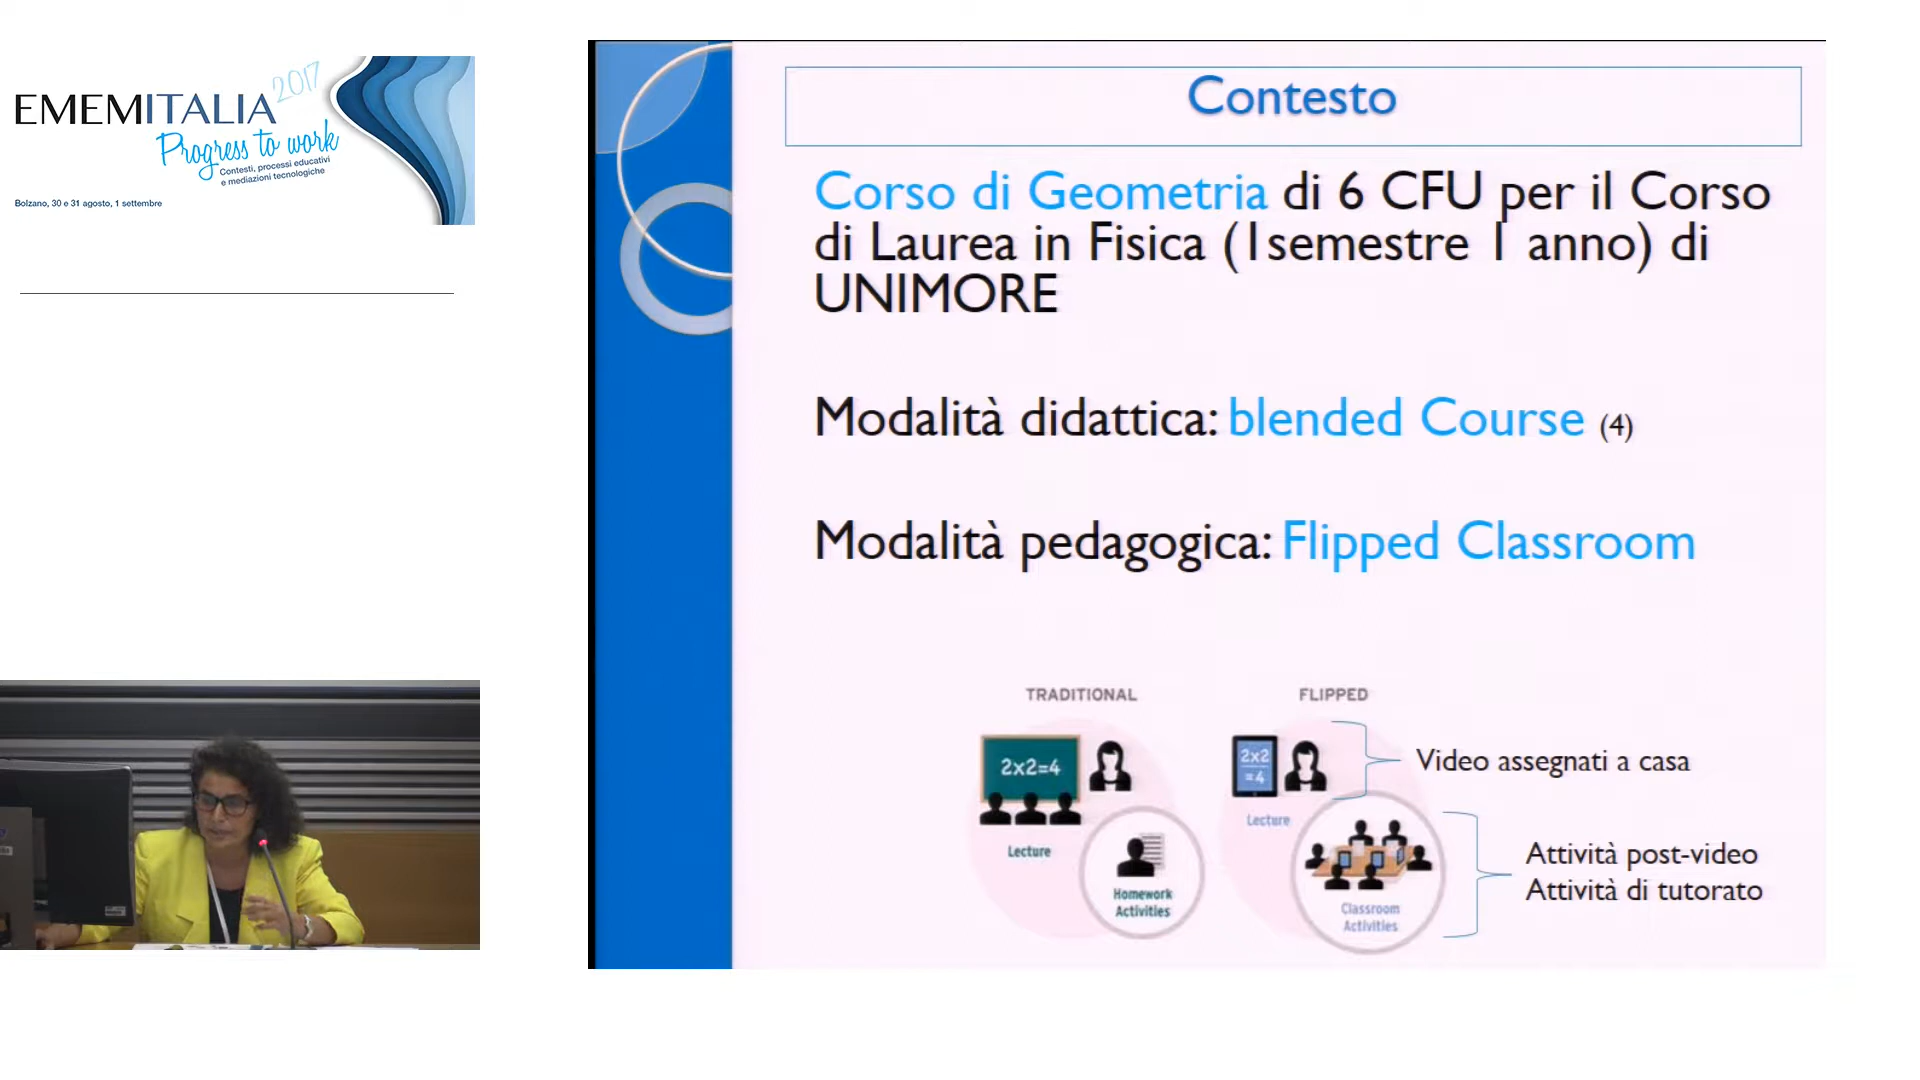 EMEMITALIA 2017
Progress to work
Contesti, processi educativi
e mediazioni tecnologiche
Bolzano, 30 e 31 agosto, 1 settembre
Contesto
Corso di Geometria di 6 CFU per il Corso
di Laurea in Fisica (1semestre 1 anno) di
UNIMORE
Modalità didattica: blended Course (4)
Modalità pedagogica: Flipped Classroom
TRADITIONAL
2x2=4
Lecture
Homework
Activities
FLIPPED
2x2
=4
Lecture
Classroom
Activities
Video assegnati a casa
Attività post-video
Attività di tutorato